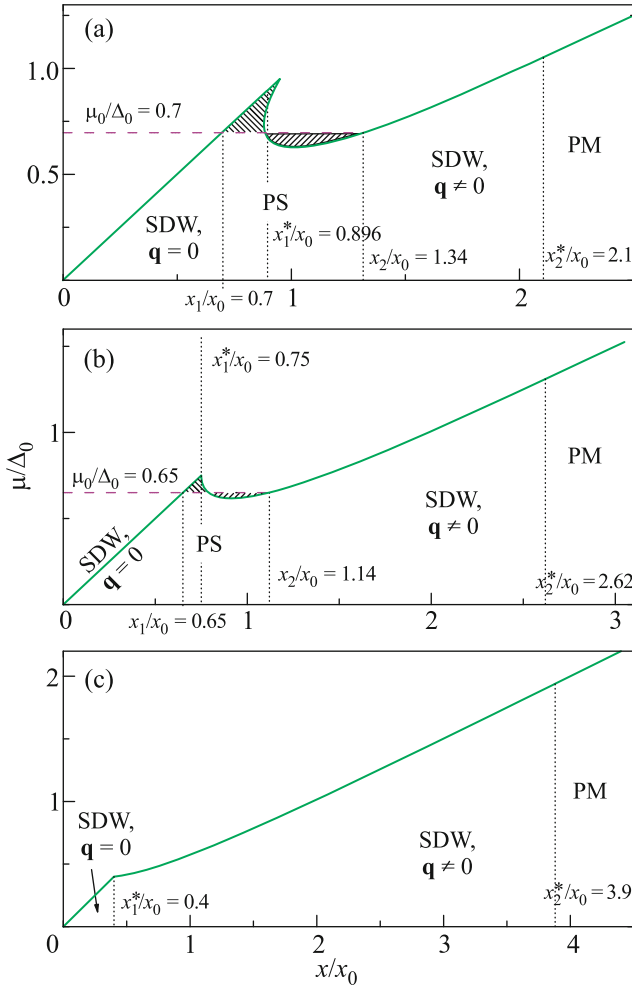 (a)
1.0
μ₀/Δ₀ = 0.7
0.5
SDW,
q = 0
PS
x₁*/x₀ = 0.896
SDW,
q ≠ 0
PM
x₂/x₀ = 1.34
x₂*/x₀ = 2.1
0 1 2
x₁/x₀ = 0.7
(b)
x₁*/x₀ = 0.75
μ/Δ₀
1
μ₀/Δ₀ = 0.65
SDW,
q = 0
PS
SDW,
q ≠ 0
PM
x₂/x₀ = 1.14
x₂*/x₀ = 2.62
0 1 2 3
x₁/x₀ = 0.65
(c)
2
1
SDW,
q = 0
SDW,
q ≠ 0
PM
x₁*/x₀ = 0.4
x₂*/x₀ = 3.9
0 1 2 3 4
x/x₀